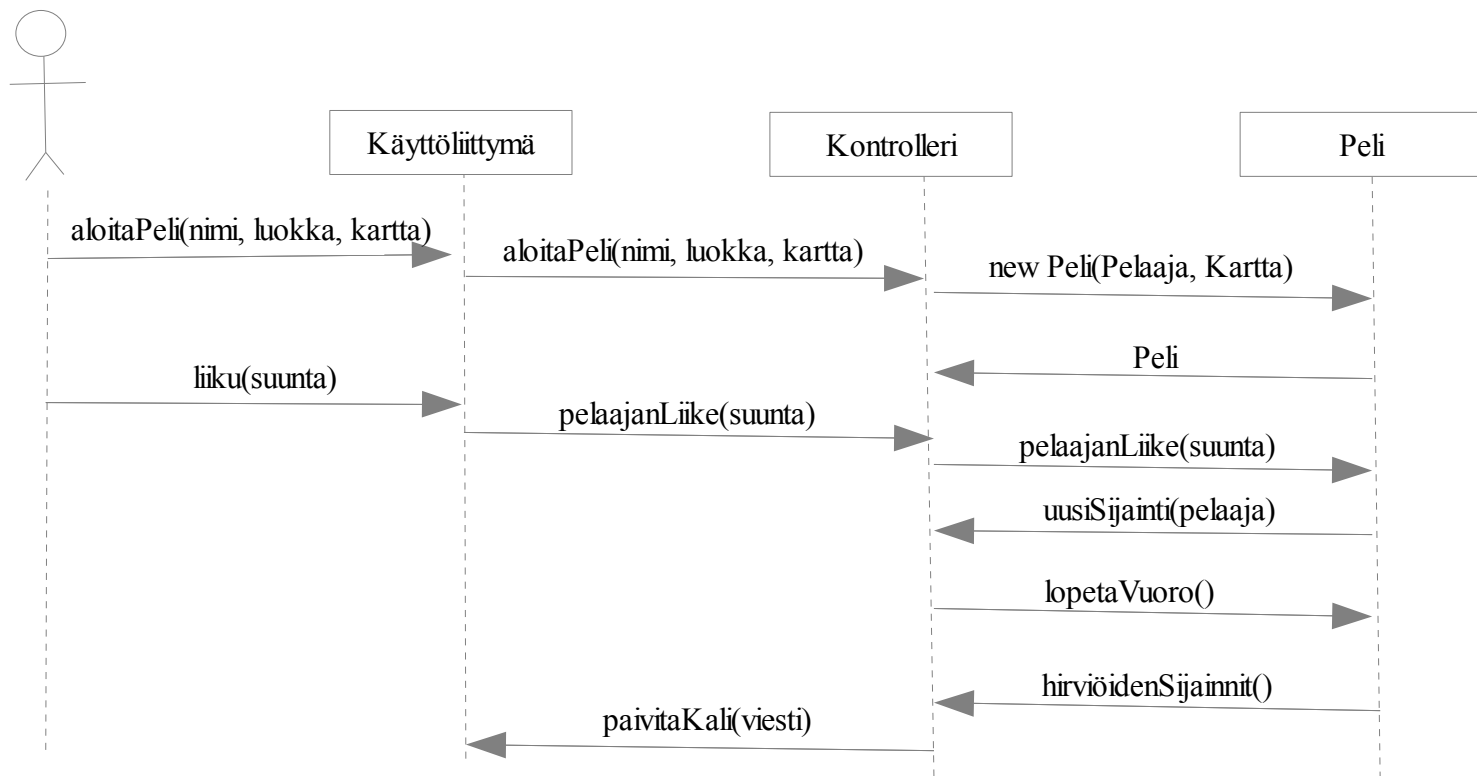 Käyttöliittymä
Kontrolleri
Peli
aloitaPeli(nimi, luokka, kartta)
aloitaPeli(nimi, luokka, kartta)
new Peli(Pelaaja, Kartta)
Peli
liiku(suunta)
pelaajanLiike(suunta)
pelaajanLiike(suunta)
uusiSijainti(pelaaja)
lopetaVuoro()
hirviöidenSijainnit()
paivitaKali(viesti)